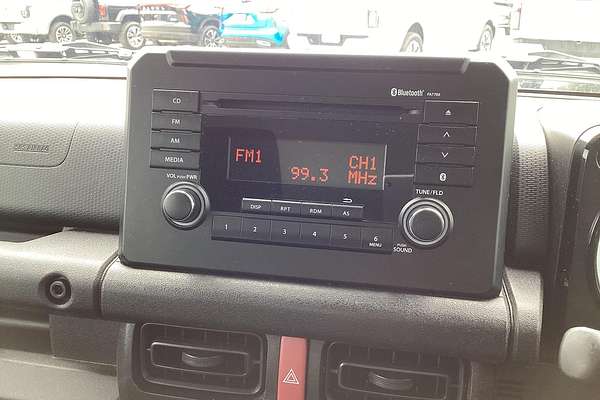 Bluetooth® PA7700
CD
FM
AM
MEDIA
VOL PUSH PWR
FM1 CH1
99.3 MHz
TUNE/FLD
DISP RPT RDM AS
1 2 3 4 5 6
MENU
PUSH
SOUND